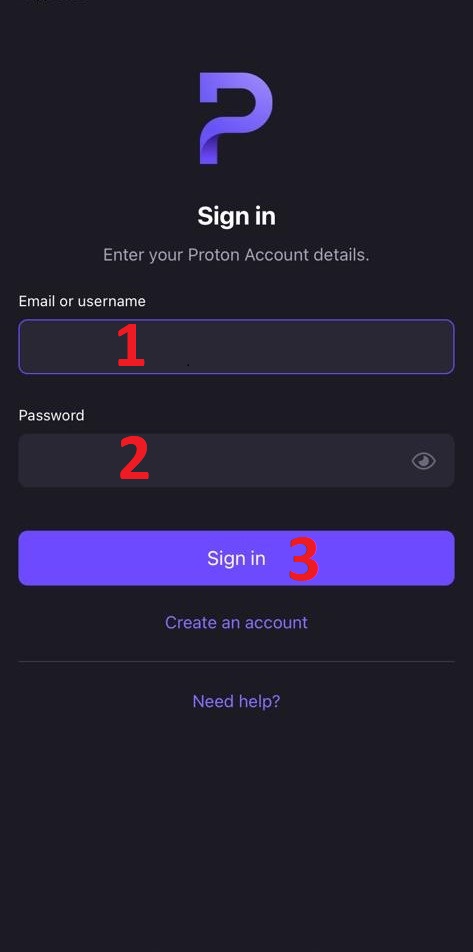 Sign in
Enter your Proton Account details.
Email or username
1
Password
2
Sign in 3
Create an account
Need help?